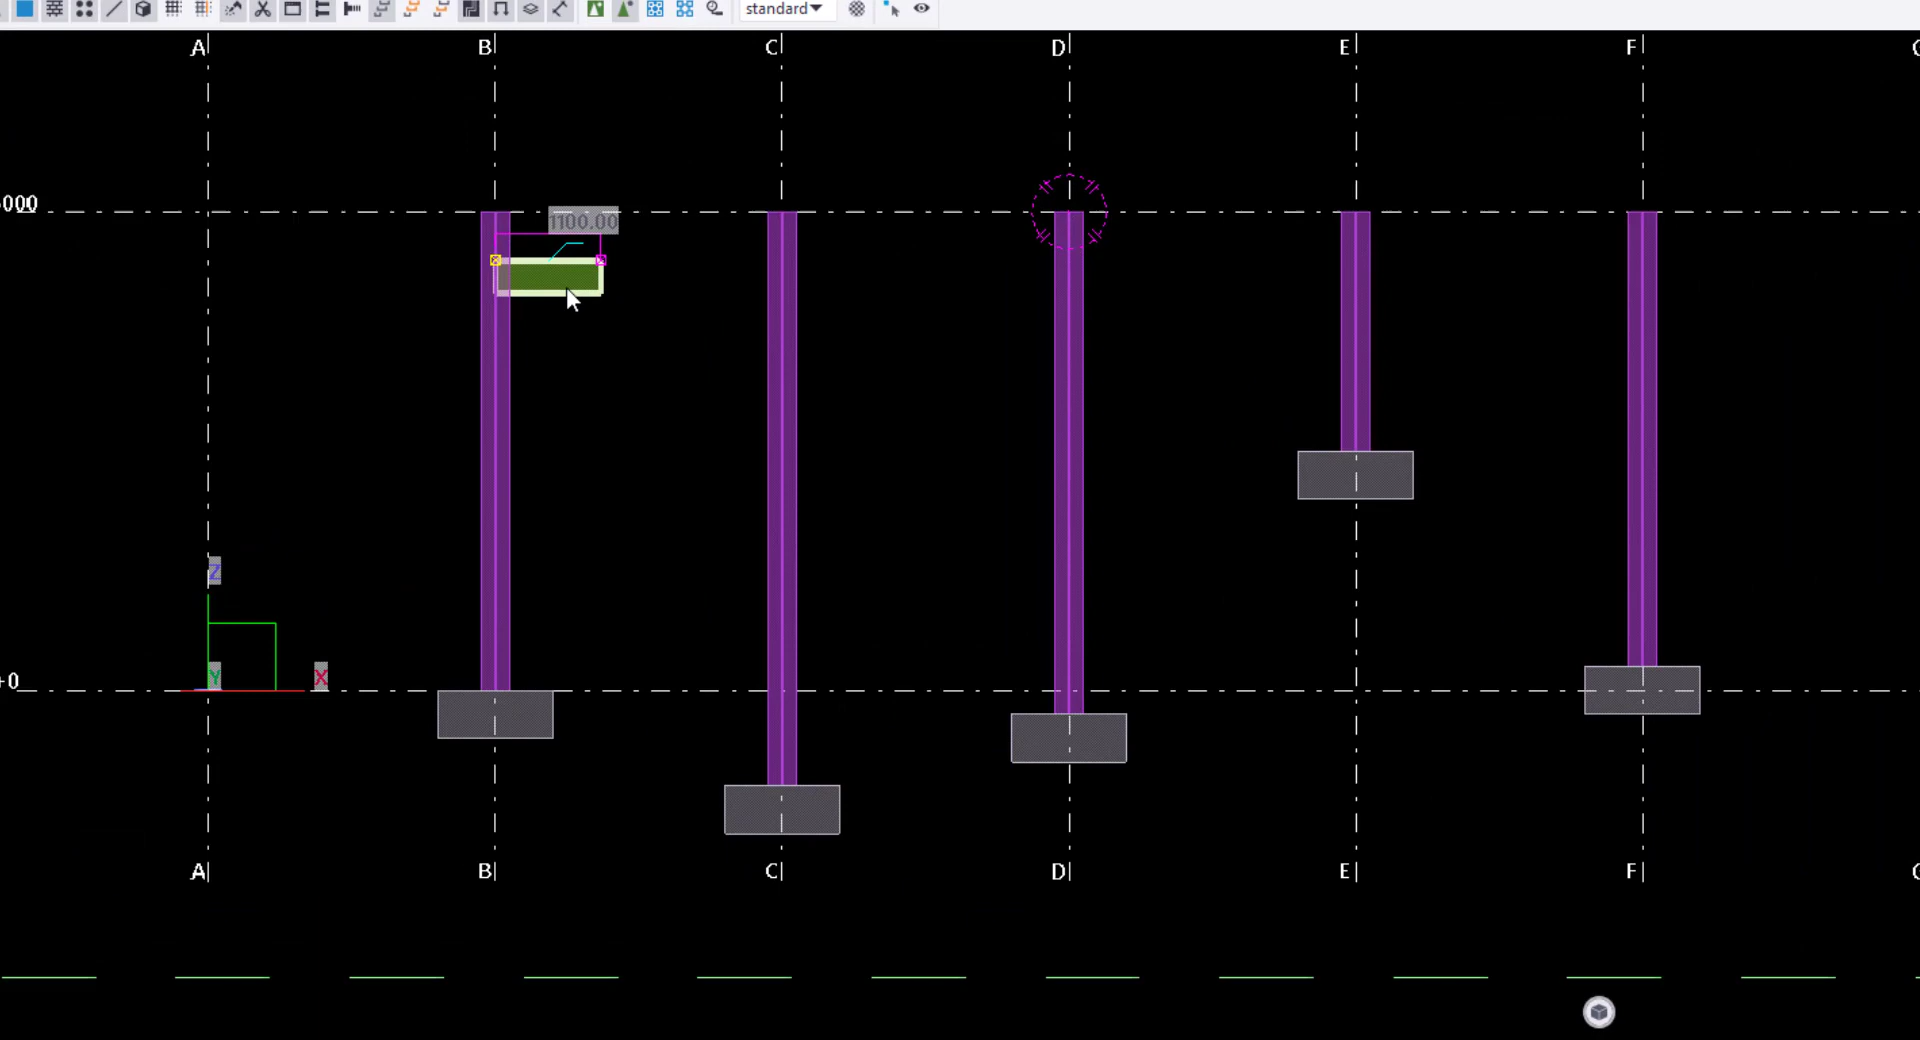 standard
A B C D E F
000
1100.00
Z
Y X
+0
A B C D E F